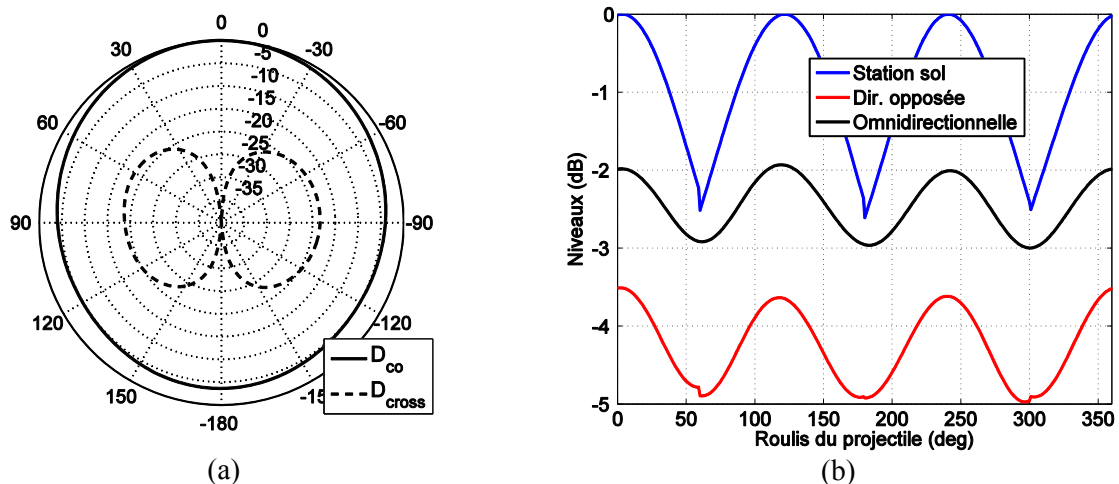 0
30
-30
60
-60
90
-90
120
-120
150
-15
-180
0
-5
-10
-15
-20
-25
-30
-35
D_co
D_cross
(a)
Niveaux (dB)
0
-1
-2
-3
-4
-5
Station sol
Dir. opposée
Omnidirectionnelle
0 50 100 150 200 250 300 350
Roulis du projectile (deg)
(b)